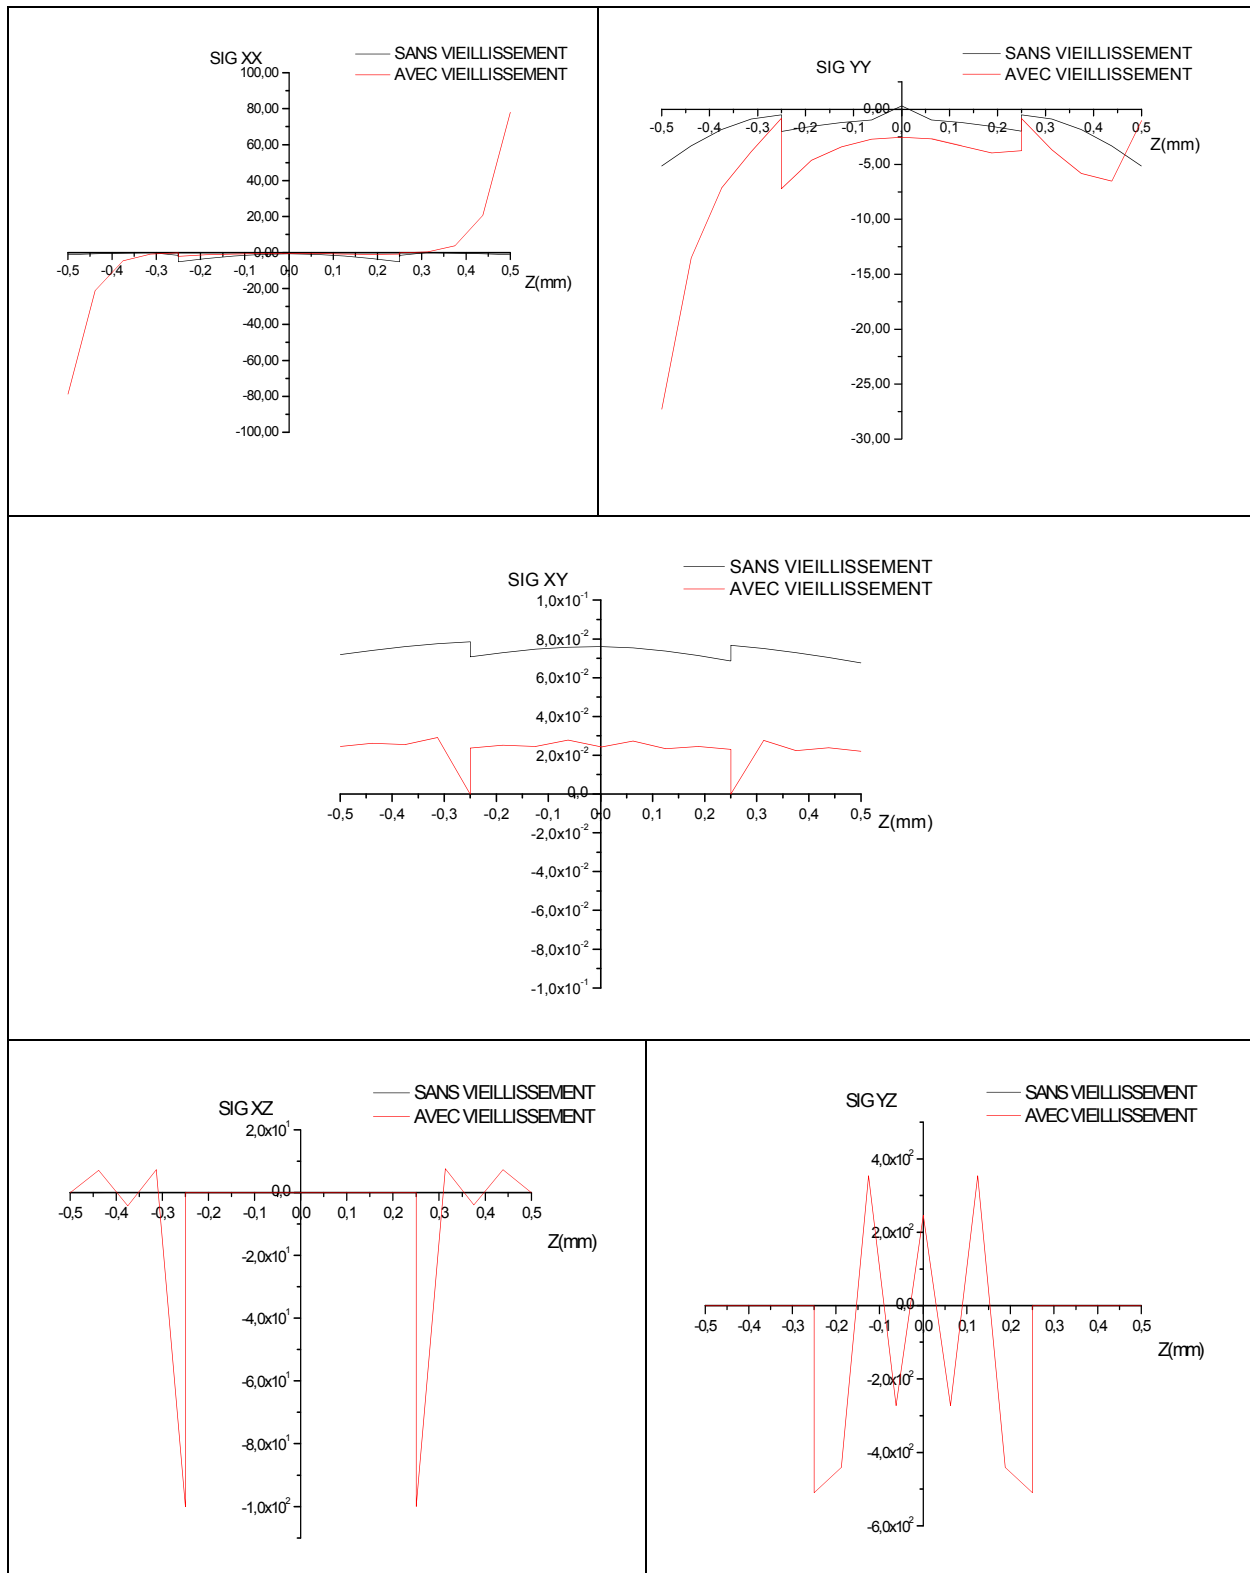 SIG XX
SANS VIEILLISSEMENT
AVEC VIEILLISSEMENT
100,00
80,00
60,00
40,00
20,00
0,00
-0,5 -0,4 -0,3 -0,2 -0,1 0,0 0,1 0,2 0,3 0,4 0,5
Z(mm)
-20,00
-40,00
-60,00
-80,00
-100,00
SIG YY
SANS VIEILLISSEMENT
AVEC VIEILLISSEMENT
0,00
-0,5 -0,4 -0,3 -0,2 -0,1 0,0 0,1 0,2 0,3 0,4 0,5
Z(mm)
-5,00
-10,00
-15,00
-20,00
-25,00
-30,00
SIG XY
SANS VIEILLISSEMENT
AVEC VIEILLISSEMENT
1,0x10⁻¹
8,0x10⁻²
6,0x10⁻²
4,0x10⁻²
2,0x10⁻²
0,0
-0,5 -0,4 -0,3 -0,2 -0,1 0,0 0,1 0,2 0,3 0,4 0,5
Z(mm)
-2,0x10⁻²
-4,0x10⁻²
-6,0x10⁻²
-8,0x10⁻²
-1,0x10⁻¹
SIG XZ
SANS VIEILLISSEMENT
AVEC VIEILLISSEMENT
2,0x10¹
0,0
-0,5 -0,4 -0,3 -0,2 -0,1 0,0 0,1 0,2 0,3 0,4 0,5
Z(mm)
-2,0x10¹
-4,0x10¹
-6,0x10¹
-8,0x10¹
-1,0x10²
SIG YZ
SANS VIEILLISSEMENT
AVEC VIEILLISSEMENT
4,0x10²
2,0x10²
0,0
-0,5 -0,4 -0,3 -0,2 -0,1 0,0 0,1 0,2 0,3 0,4 0,5
Z(mm)
-2,0x10²
-4,0x10²
-6,0x10²